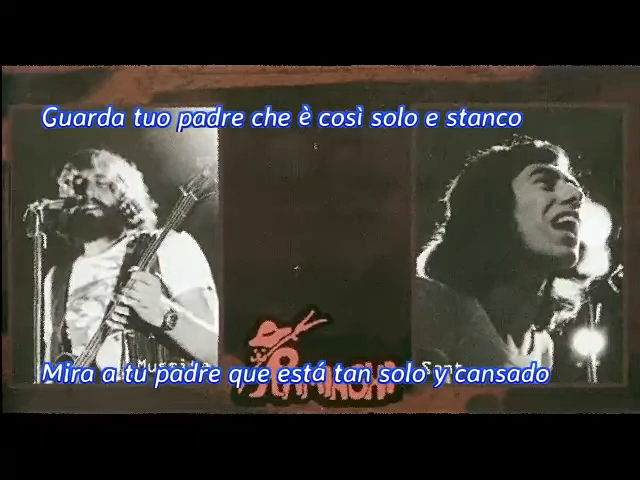 Guarda tuo padre che è così solo e stanco
Mira a tu padre que está tan solo y cansado